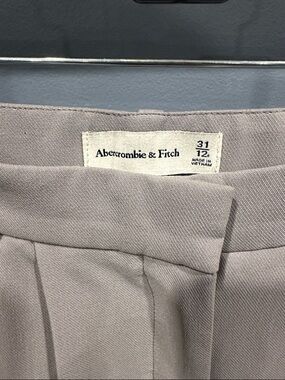 Abercrombie & Fitch
31
12
MADE IN
VIETNAM